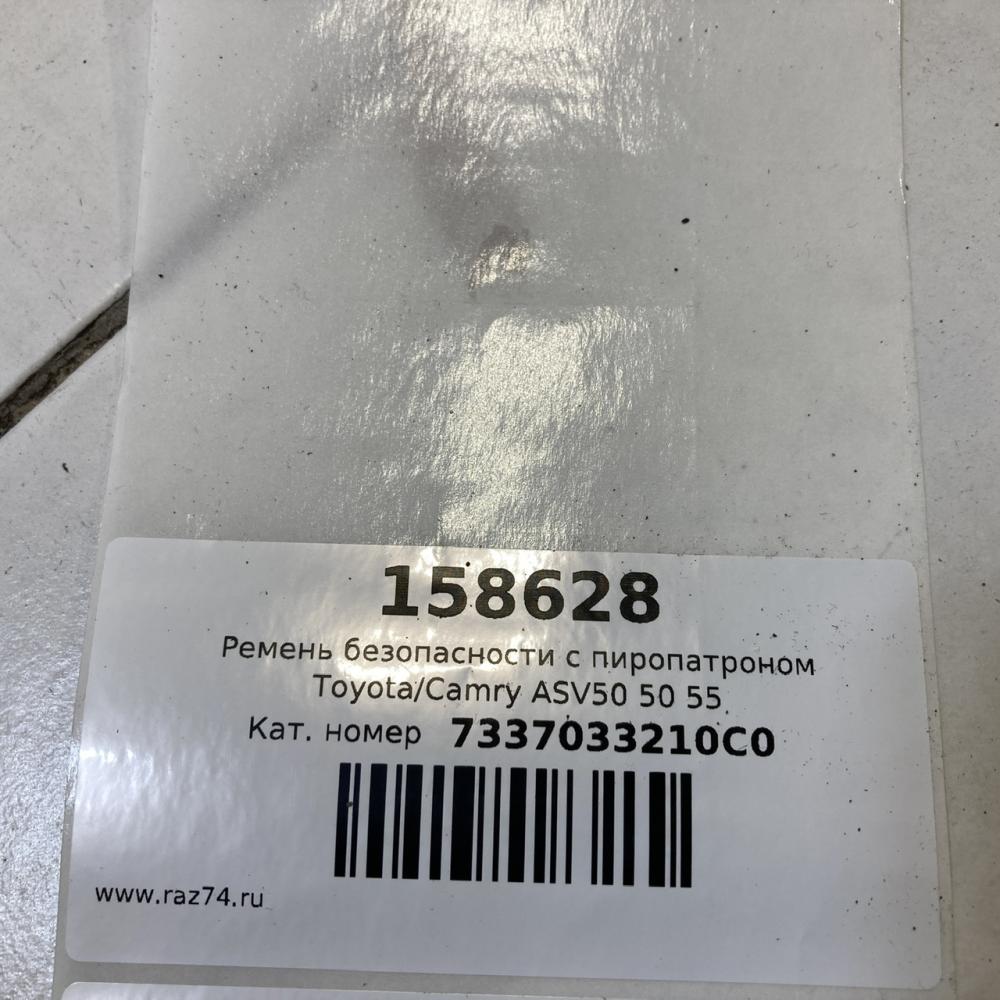 158628
Ремень безопасности с пиропатроном
Toyota/Camry ASV50 50 55
Кат. номер 7337033210C0
www.raz74.ru